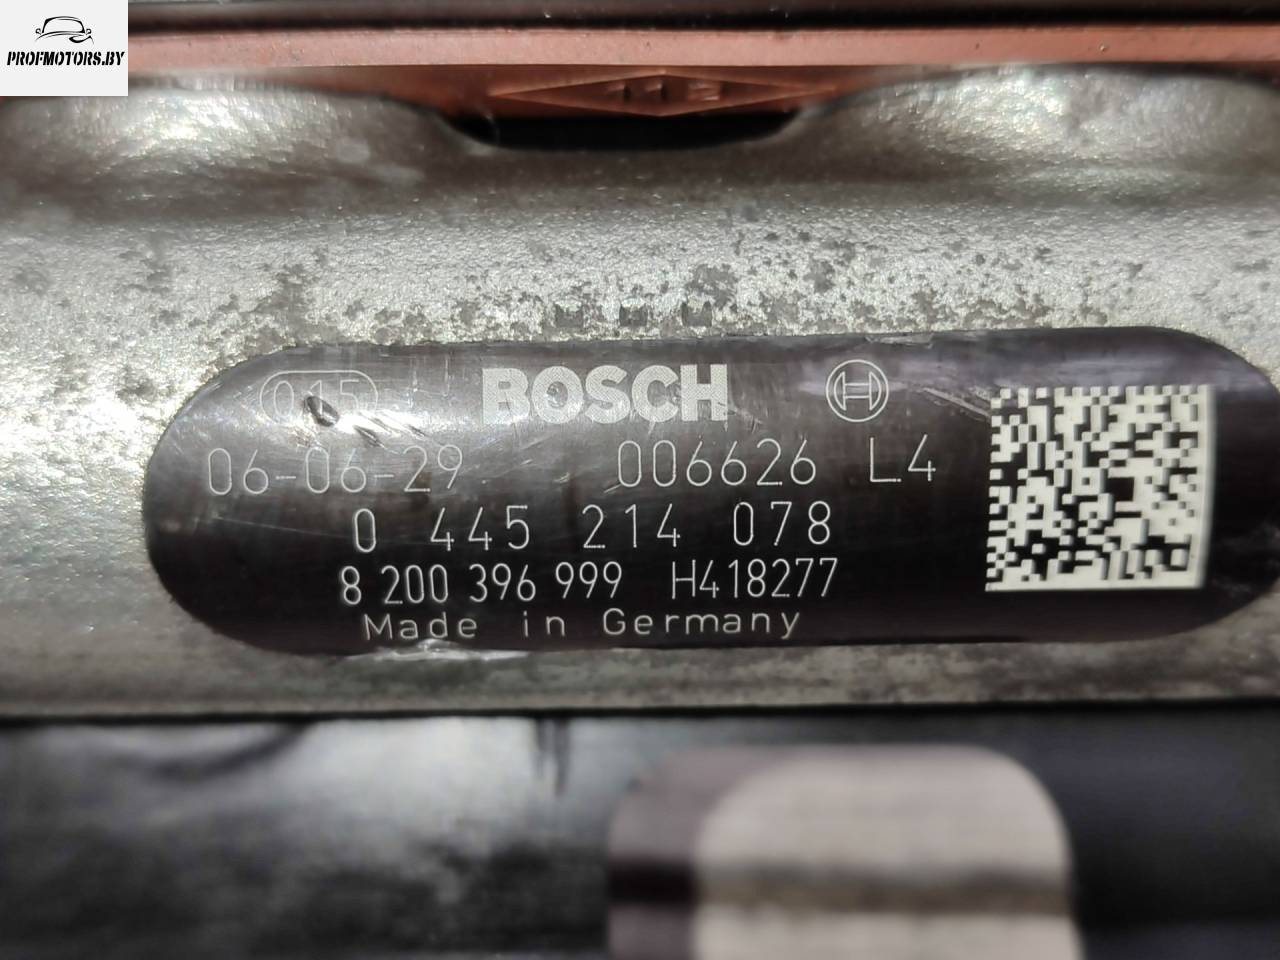 PROFMOTORS.BY
015 BOSCH
06-06-29 006626 L4
0 445 214 078
8 200 396 999 H418277
Made in Germany